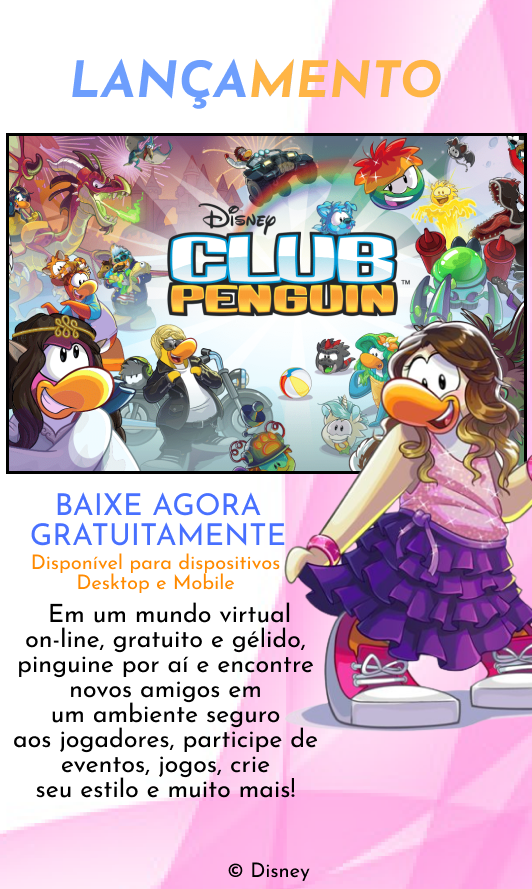 LANÇAMENTO
Disney
CLUB
PENGUIN™
BAIXE AGORA
GRATUITAMENTE
Disponível para dispositivos
Desktop e Mobile
Em um mundo virtual
on-line, gratuito e gélido,
pinguine por aí e encontre
novos amigos em
um ambiente seguro
aos jogadores, participe de
eventos, jogos, crie
seu estilo e muito mais!
© Disney